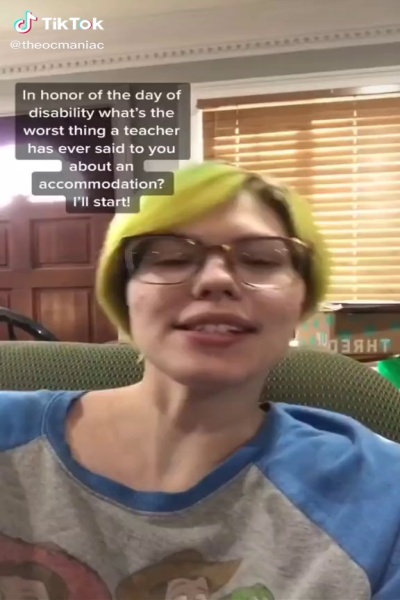 TikTok
@theocmaniac
In honor of the day of
disability what's the
worst thing a teacher
has ever said to you
about an
accommodation?
I'll start!
THRED